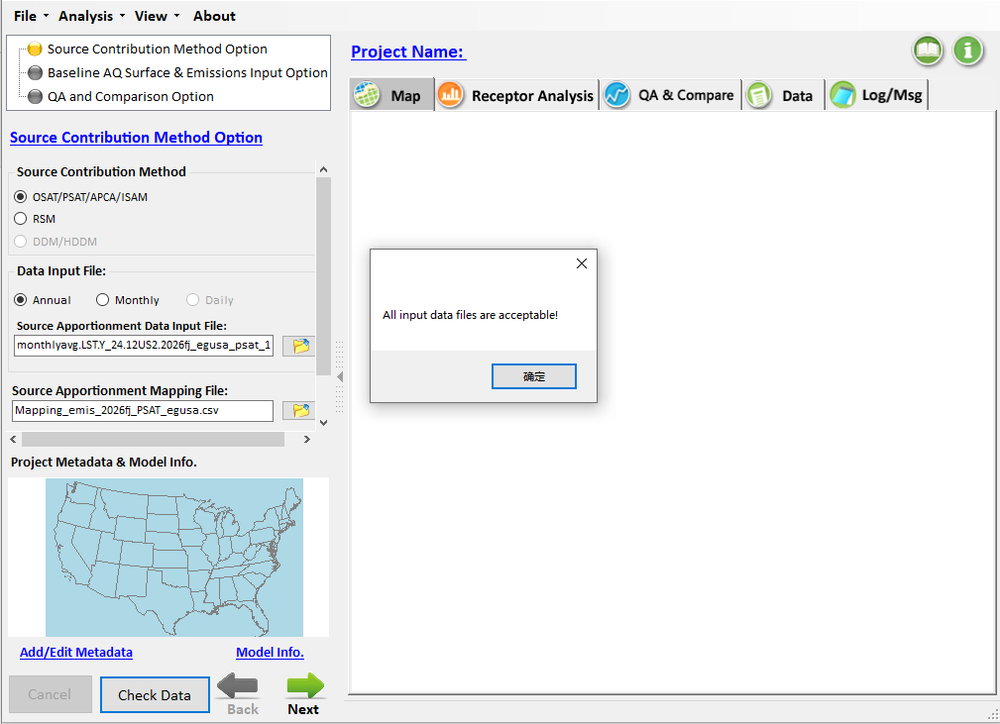 File Analysis View About
Source Contribution Method Option
Baseline AQ Surface & Emissions Input Option
QA and Comparison Option
Project Name:
Map Receptor Analysis QA & Compare Data Log/Msg
Source Contribution Method Option
Source Contribution Method
OSAT/PSAT/APCA/ISAM
RSM
DDM/HDDM
Data Input File:
Annual Monthly Daily
Source Apportionment Data Input File:
monthlyavg.LST.Y_24.12US2.2026fj_egusa_psat_1
Source Apportionment Mapping File:
Mapping_emis_2026fj_PSAT_egusa.csv
Project Metadata & Model Info.
Add/Edit Metadata Model Info.
Cancel Check Data Back Next
All input data files are acceptable!
确定